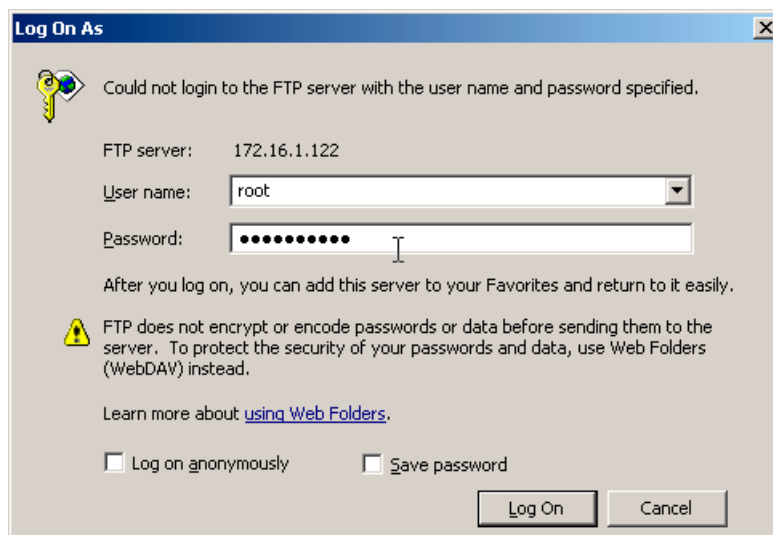 Log On As
Could not login to the FTP server with the user name and password specified.
FTP server: 172.16.1.122
User name: root
Password: ●●●●●●●●●●
After you log on, you can add this server to your Favorites and return to it easily.
FTP does not encrypt or encode passwords or data before sending them to the
server. To protect the security of your passwords and data, use Web Folders
(WebDAV) instead.
Learn more about using Web Folders.
Log on anonymously Save password
Log On Cancel